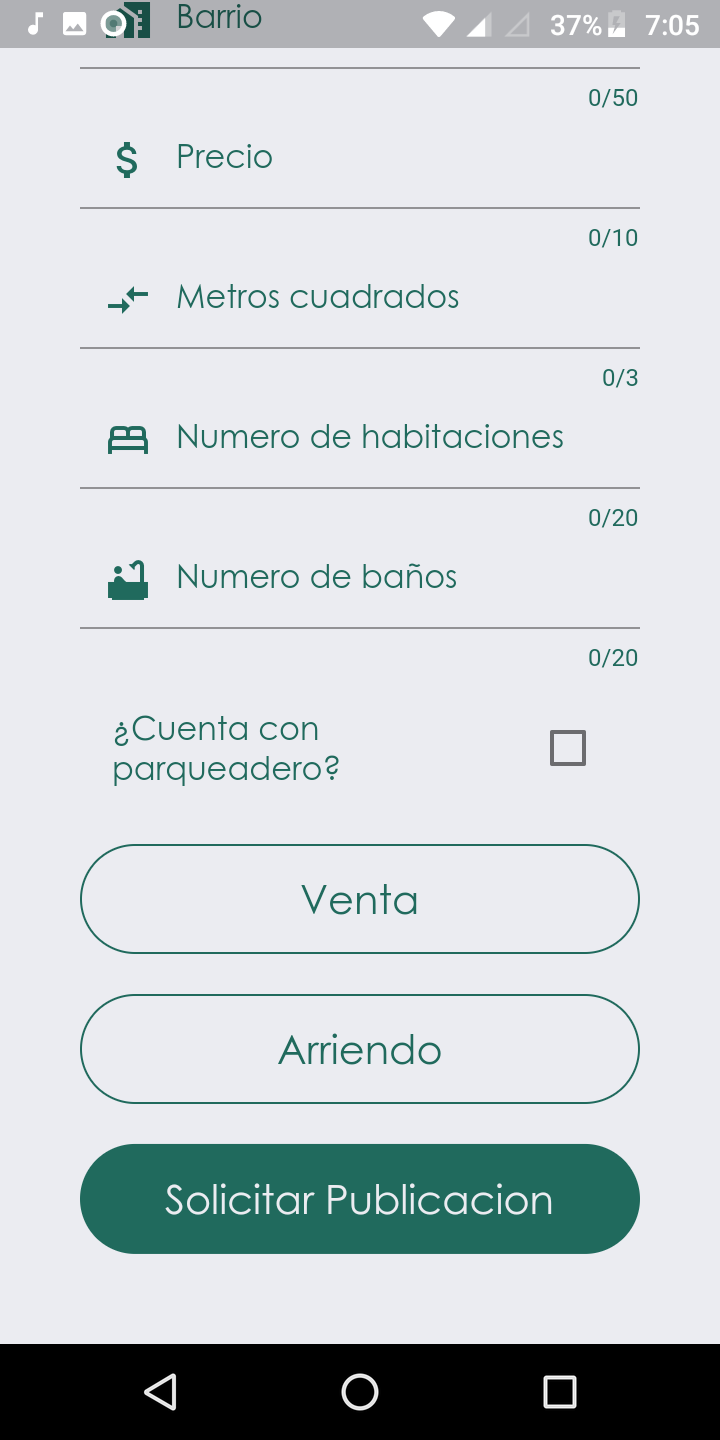 Barrio
37% 7:05
0/50
$ Precio
0/10
Metros cuadrados
0/3
Numero de habitaciones
0/20
Numero de baños
0/20
¿Cuenta con
parqueadero?
Venta
Arriendo
Solicitar Publicacion